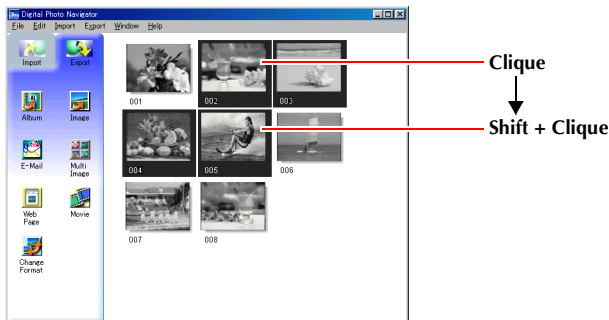 Digital Photo Navigator
File Edit Import Export Window Help
Import Export
Album Image
E-Mail Multi Image
Web Page Movie
Change Format
001 002 003
004 005 006
007 008
Clique
Shift + Clique